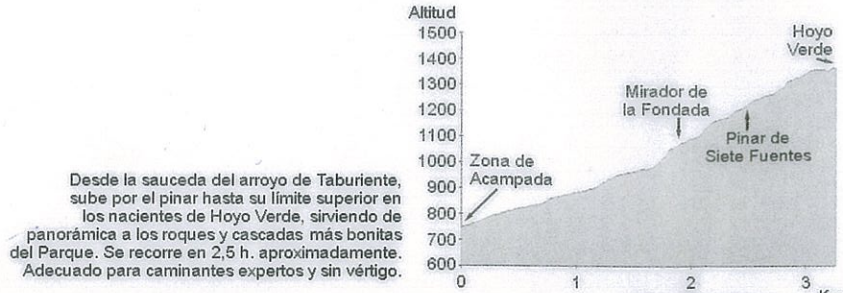 Desde la sauceda del arroyo de Taburiente,
sube por el pinar hasta su límite superior en
los nacientes de Hoyo Verde, sirviendo de
panorámica a los roques y cascadas más bonitas
del Parque. Se recorre en 2,5 h. aproximadamente.
Adecuado para caminantes expertos y sin vértigo.
Altitud
1500
1400
1300
1200
1100
1000
900
800
700
600
Zona de
Acampada
Mirador de
la Fondada
Pinar de
Siete Fuentes
Hoyo
Verde
0
1
2
3